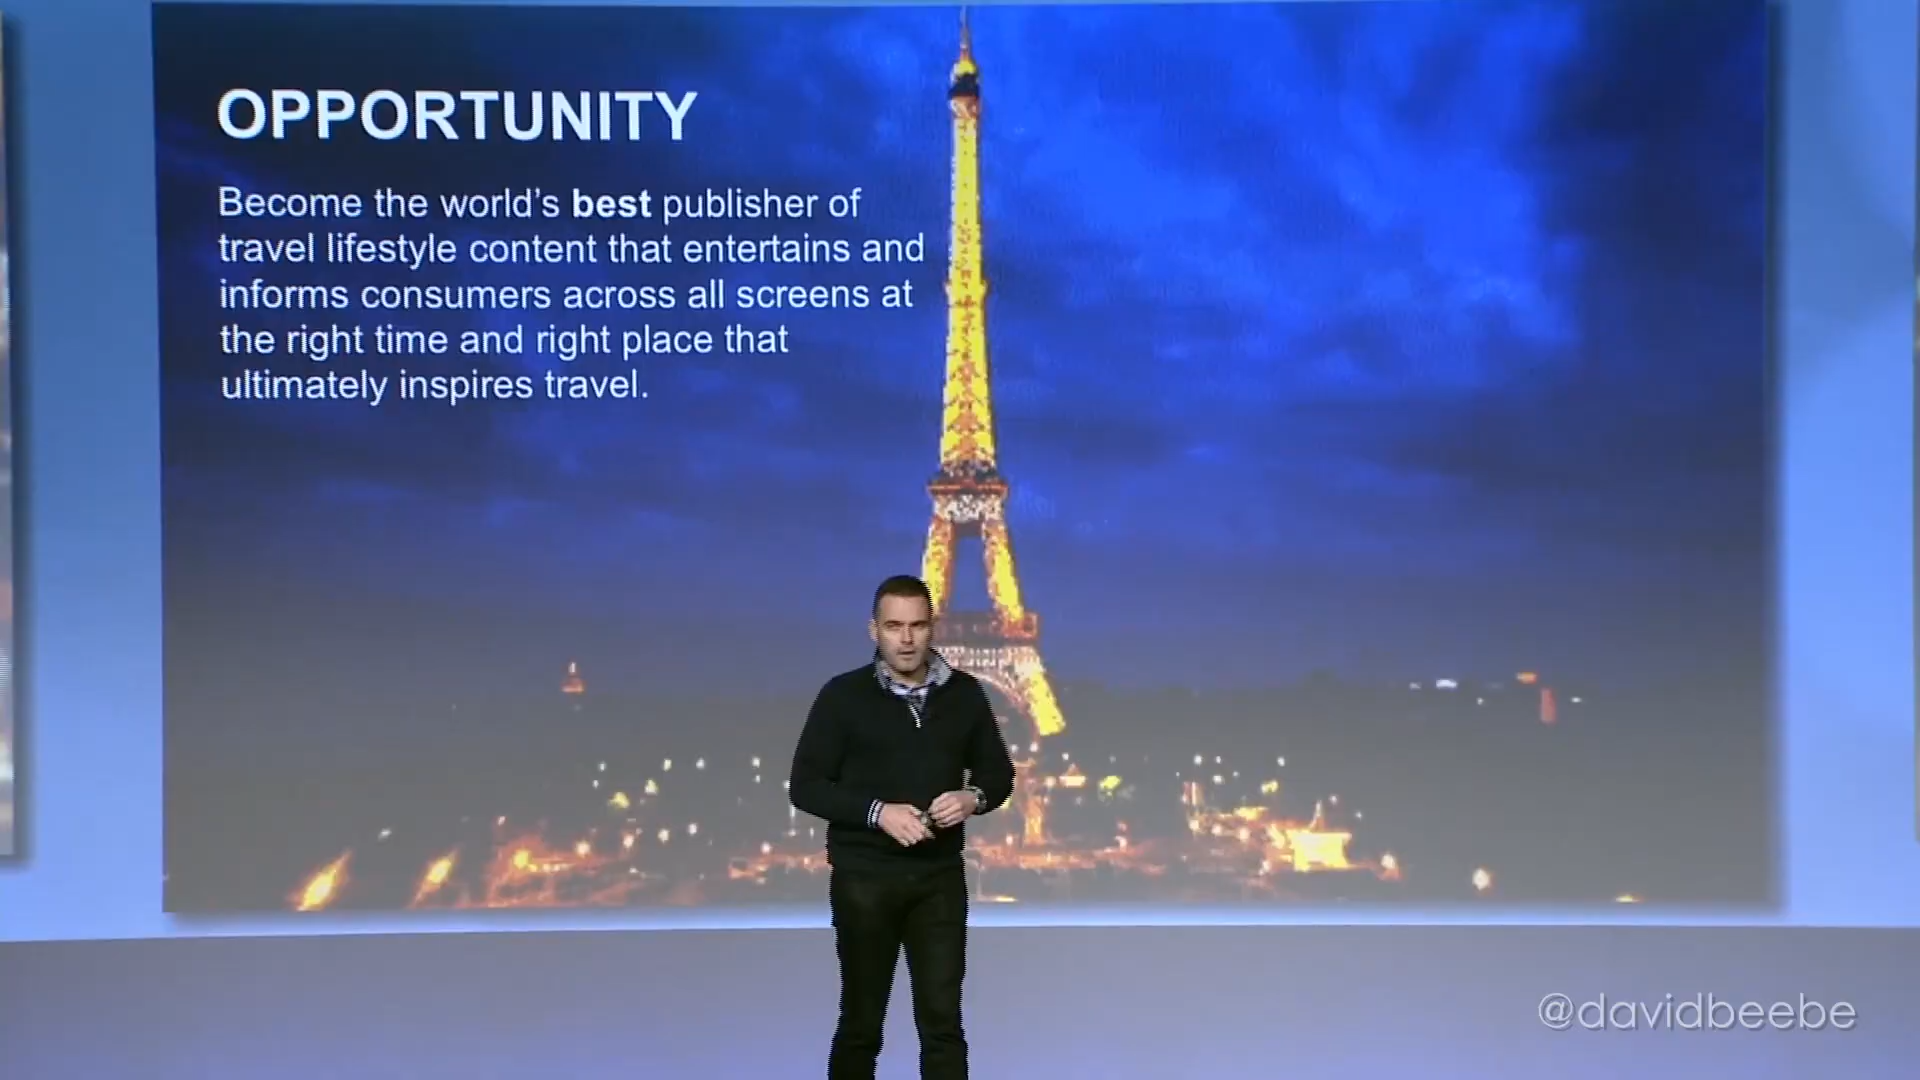 OPPORTUNITY
Become the world's best publisher of
travel lifestyle content that entertains and
informs consumers across all screens at
the right time and right place that
ultimately inspires travel.
@davidbeebe